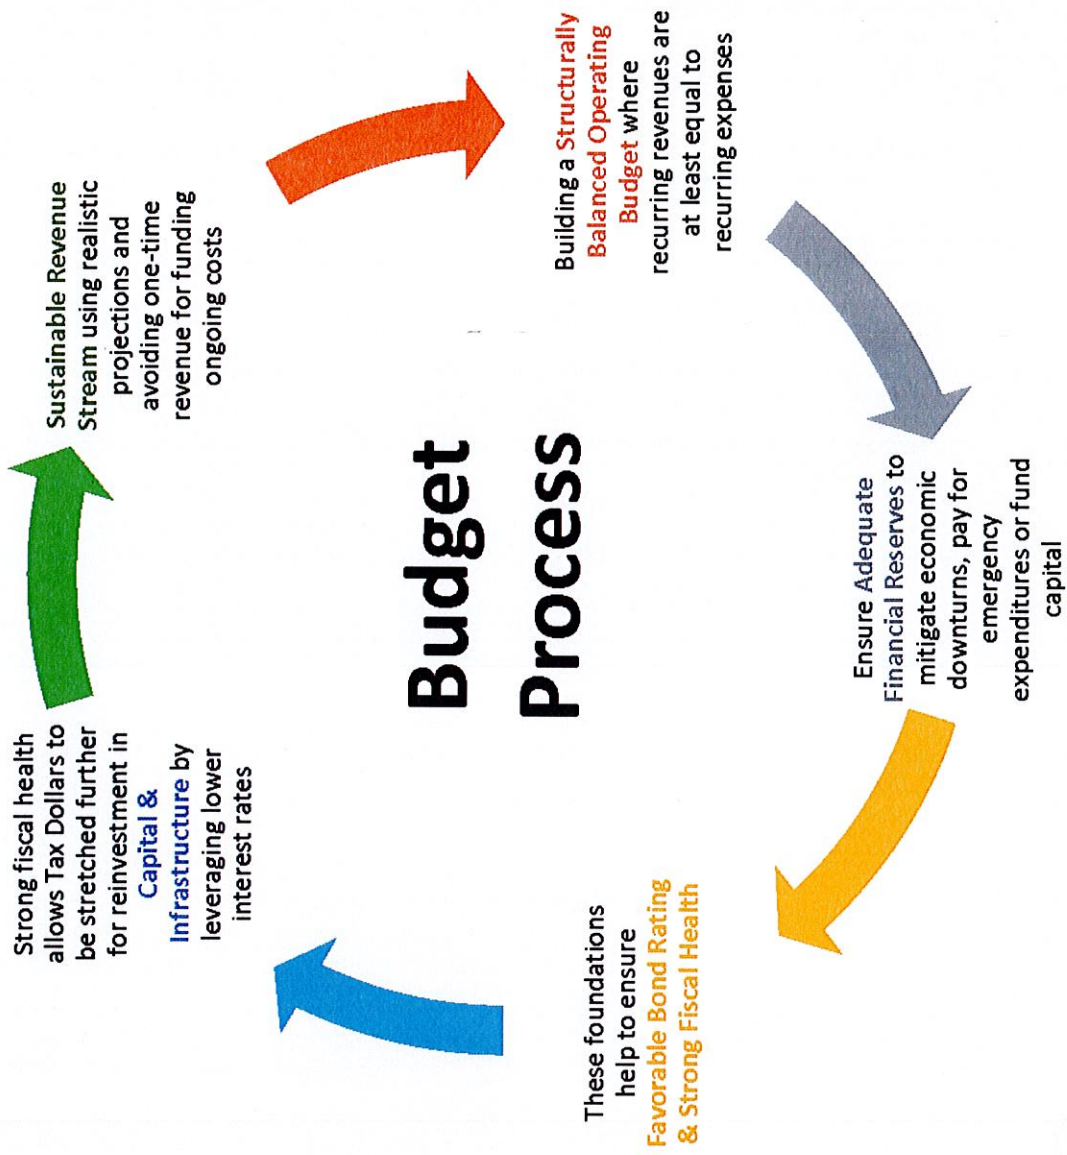 Budget
Process
Sustainable Revenue
Stream using realistic
projections and
avoiding one-time
revenue for funding
ongoing costs
Building a Structurally
Balanced Operating
Budget where
recurring revenues are
at least equal to
recurring expenses
Ensure Adequate
Financial Reserves to
mitigate economic
downturns, pay for
emergency
expenditures or fund
capital
These foundations
help to ensure
Favorable Bond Rating
& Strong Fiscal Health
Strong fiscal health
allows Tax Dollars to
be stretched further
for reinvestment in
Capital &
Infrastructure by
leveraging lower
interest rates